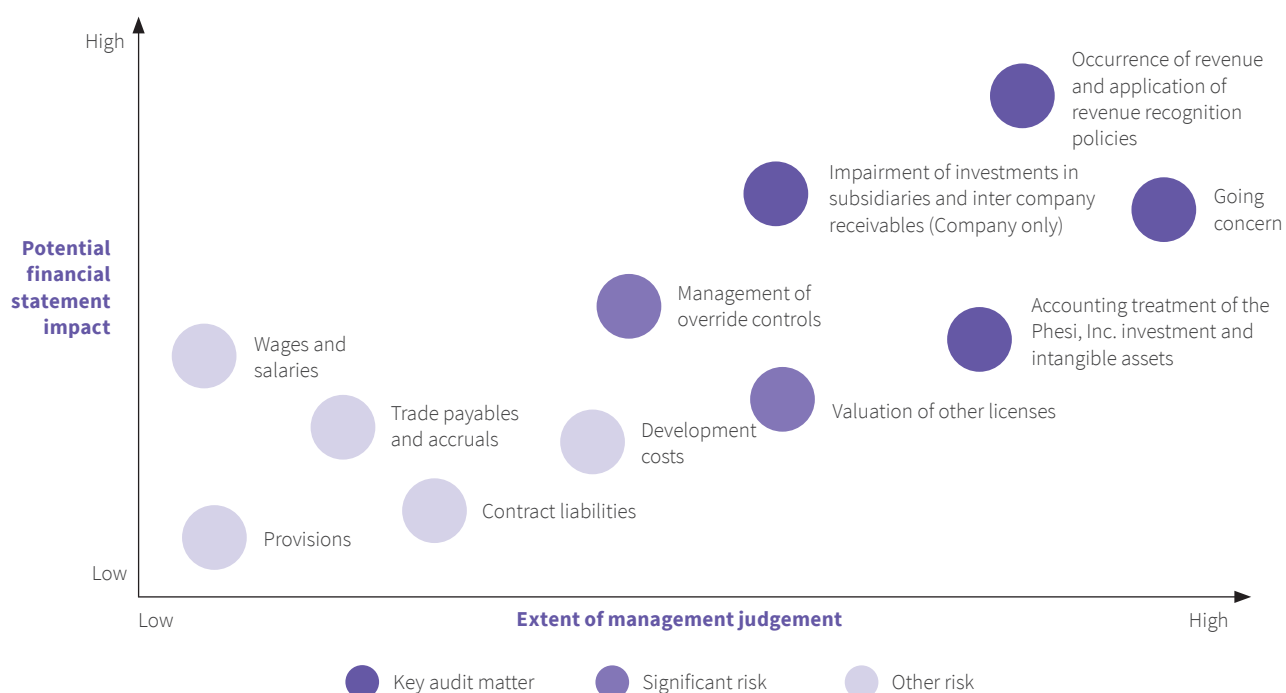 High
Occurrence of revenue
and application of
revenue recognition
policies
Impairment of investments in
subsidiaries and inter company
receivables (Company only)
Going
concern
Potential
financial
statement
impact
Management of
override controls
Accounting treatment of the
Phesi, Inc. investment and
intangible assets
Wages and
salaries
Trade payables
and accruals
Valuation of other licenses
Development
costs
Contract liabilities
Provisions
Low
Low
Extent of management judgement
High
Key audit matter
Significant risk
Other risk